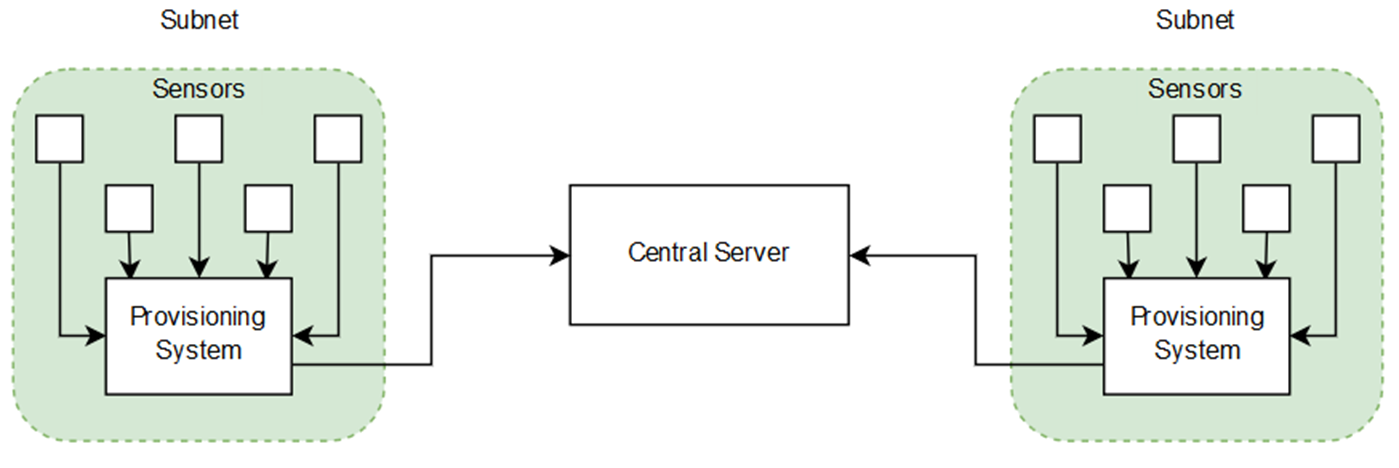 Subnet
Subnet
Sensors
Sensors
Central Server
Provisioning
System
Provisioning
System